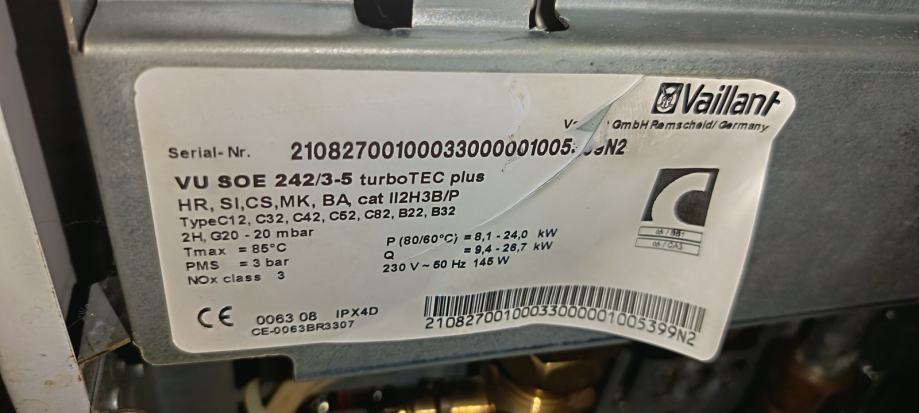 Vaillant
GmbH Remscheid/ Germany
Serial-Nr.
VU SOE 242/3-5 turboTEC plus
HR, SI,CS,MK, BA, cat II2H3B/P
TypeC12, C32, C42, C52, C82, B22, B32
2H, G20 - 20 mbar
Tmax = 85°C
PMS = 3 bar
NOx class 3
P (80/60°C) = 8,1 - 24,0 kW
Q = 9,4 - 26,7 kW
230 V ~ 50 Hz 145 W
CE 0063 08 IPX4D
CE-0063BR3307
21082700100033000001005399N2